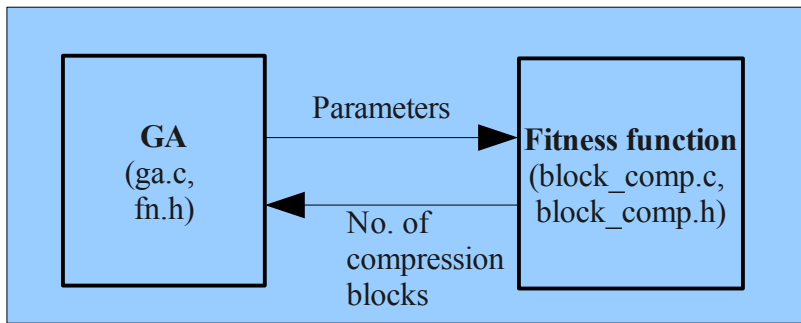 GA
(ga.c,
fn.h)
Parameters
No. of
compression
blocks
Fitness function
(block_comp.c,
block_comp.h)